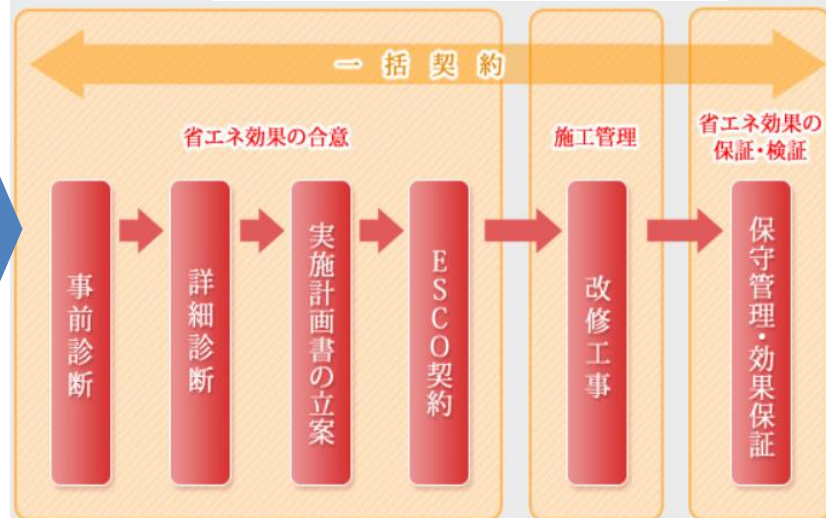 一括契約
省エネ効果の合意
施工管理
省エネ効果の
保証・検証
事前診断
詳細診断
実施計画書の立案
ESCO契約
改修工事
保守管理・効果保証